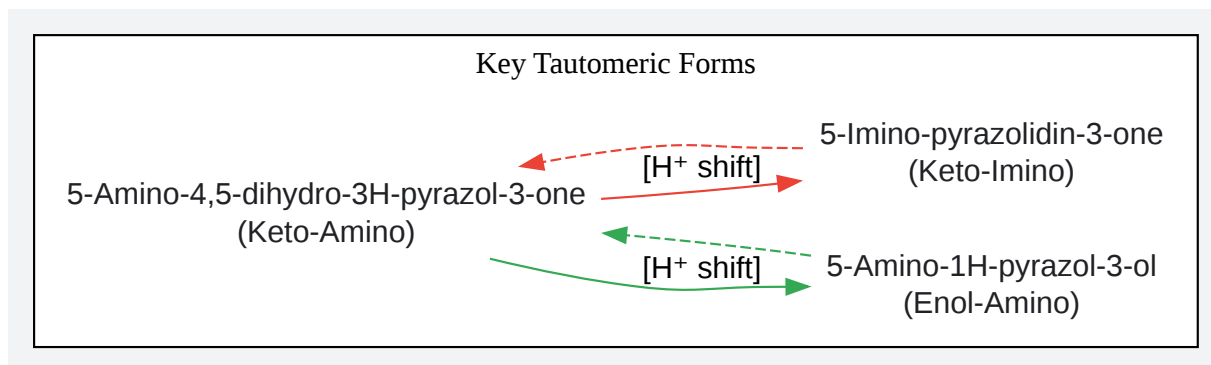 Key Tautomeric Forms
5-Amino-4,5-dihydro-3H-pyrazol-3-one
(Keto-Amino)
[H⁺ shift]
5-Imino-pyrazolidin-3-one
(Keto-Imino)
[H⁺ shift]
5-Amino-1H-pyrazol-3-ol
(Enol-Amino)